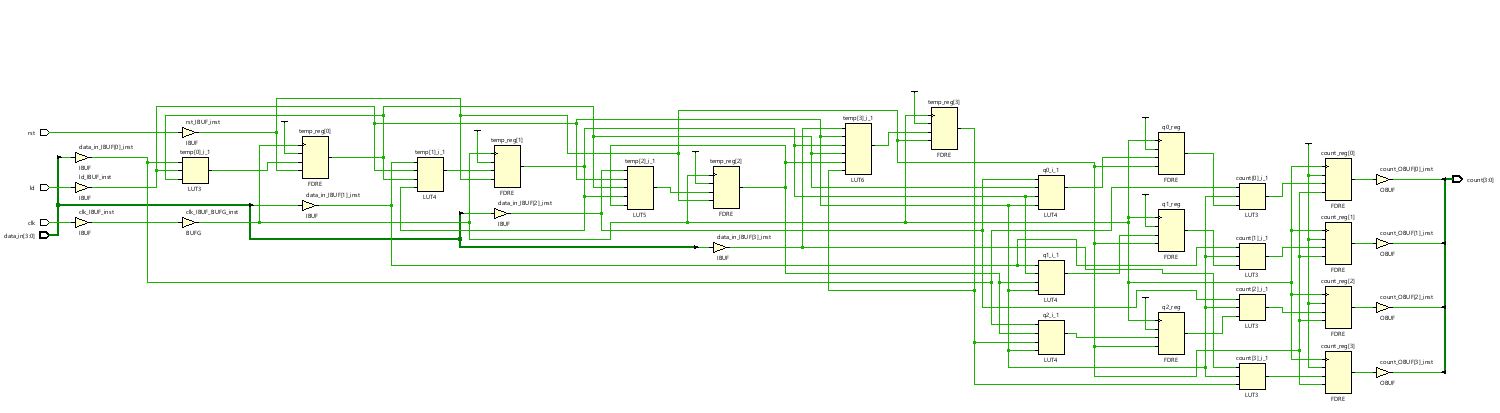 rst
ld
clk
data_in[3:0]
rst_IBUF_inst
IBUF
data_in_IBUF[0]_inst
IBUF
ld_IBUF_inst
IBUF
clk_IBUF_inst
IBUF
clk_IBUF_BUFG_inst
BUFG
temp[0]_i_1
LUT3
temp_reg[0]
FDRE
data_in_IBUF[1]_inst
IBUF
temp[1]_i_1
LUT4
temp_reg[1]
FDRE
data_in_IBUF[2]_inst
IBUF
temp[2]_i_1
LUT5
temp_reg[2]
FDRE
data_in_IBUF[3]_inst
IBUF
temp[3]_i_1
LUT6
temp_reg[3]
FDRE
q0_i_1
LUT4
q1_i_1
LUT4
q2_i_1
LUT4
q0_reg
FDRE
q1_reg
FDRE
q2_reg
FDRE
count[0]_i_1
LUT3
count[1]_i_1
LUT3
count[2]_i_1
LUT3
count[3]_i_1
LUT3
count_reg[0]
FDRE
count_reg[1]
FDRE
count_reg[2]
FDRE
count_reg[3]
FDRE
count_OBUF[0]_inst
OBUF
count_OBUF[1]_inst
OBUF
count_OBUF[2]_inst
OBUF
count_OBUF[3]_inst
OBUF
count[3:0]